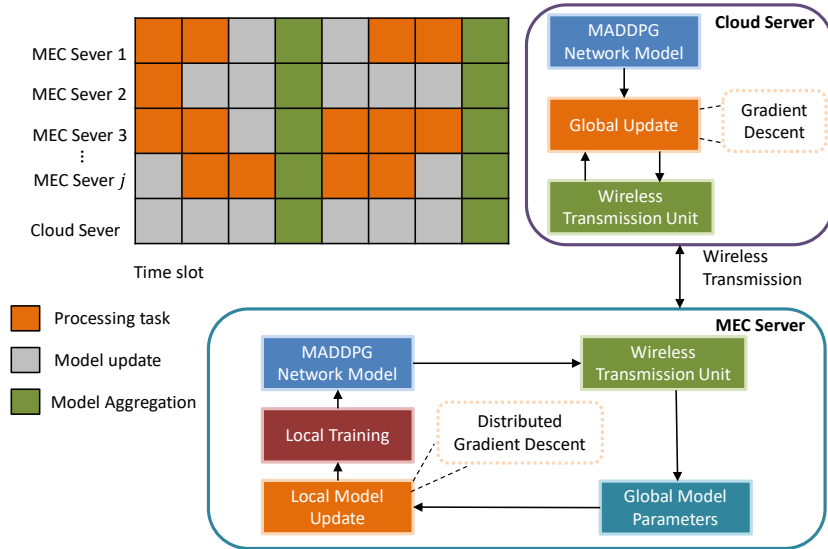 MEC Sever 1
MEC Sever 2
MEC Sever 3
⋮
MEC Sever j
Cloud Sever
Time slot
Processing task
Model update
Model Aggregation
Cloud Server
MADDPG
Network Model
Global Update
Gradient
Descent
Wireless
Transmission Unit
Wireless
Transmission
MEC Server
MADDPG
Network Model
Wireless
Transmission Unit
Local Training
Distributed
Gradient Descent
Local Model
Update
Global Model
Parameters